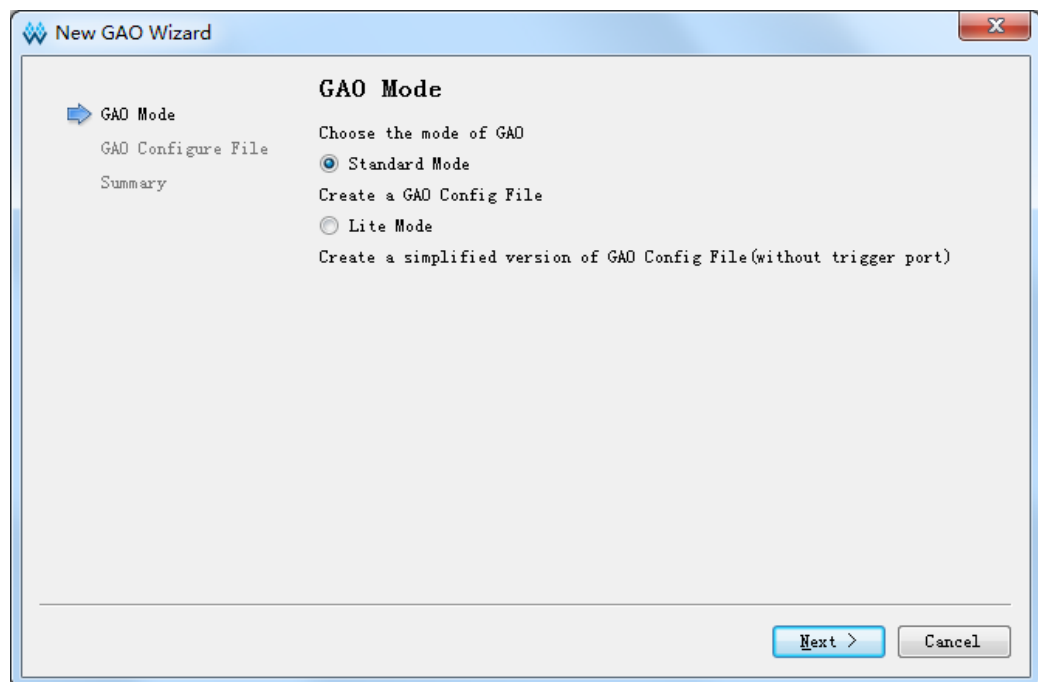 New GAO Wizard
GAO Mode
GAO Configure File
Summary
GAO Mode
Choose the mode of GAO
Standard Mode
Create a GAO Config File
Lite Mode
Create a simplified version of GAO Config File(without trigger port)
Next >
Cancel